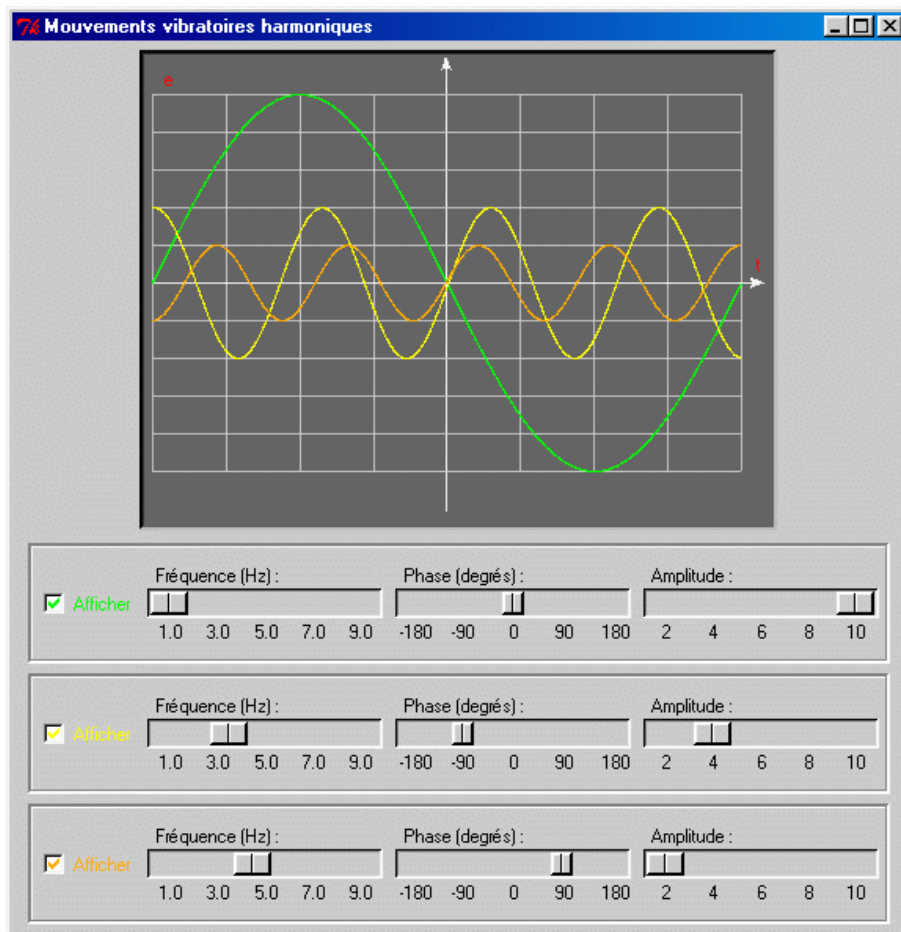 Mouvements vibratoires harmoniques
e
t
Fréquence (Hz) : Phase (degrés) : Amplitude :
Afficher
1.0 3.0 5.0 7.0 9.0 -180 -90 0 90 180 2 4 6 8 10
Fréquence (Hz) : Phase (degrés) : Amplitude :
Afficher
1.0 3.0 5.0 7.0 9.0 -180 -90 0 90 180 2 4 6 8 10
Fréquence (Hz) : Phase (degrés) : Amplitude :
Afficher
1.0 3.0 5.0 7.0 9.0 -180 -90 0 90 180 2 4 6 8 10